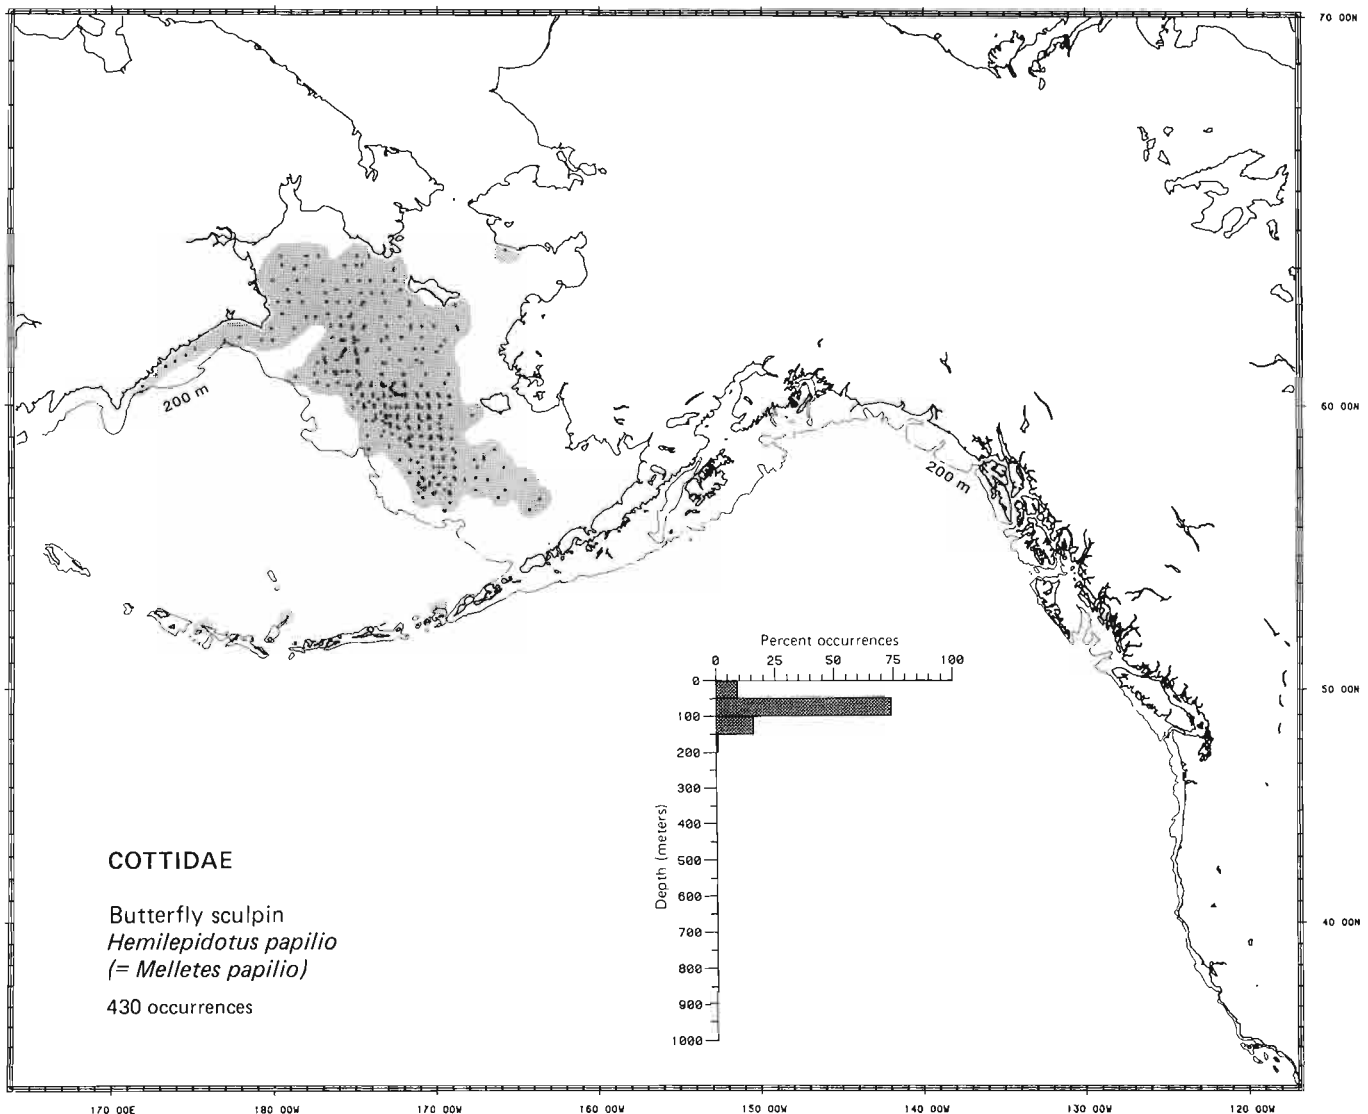 70 00N
200 m
60 00N
200 m
Percent occurrences
0 25 50 75 100
50 00N
0
100
200
300
400
500
600
700
800
900
1000
Depth (meters)
40 00N
COTTIDAE
Butterfly sculpin
Hemilepidotus papilio
(= Melletes papilio)
430 occurrences
170 00E 180 00W 170 00W 160 00W 150 00W 140 00W 130 00W 120 00W